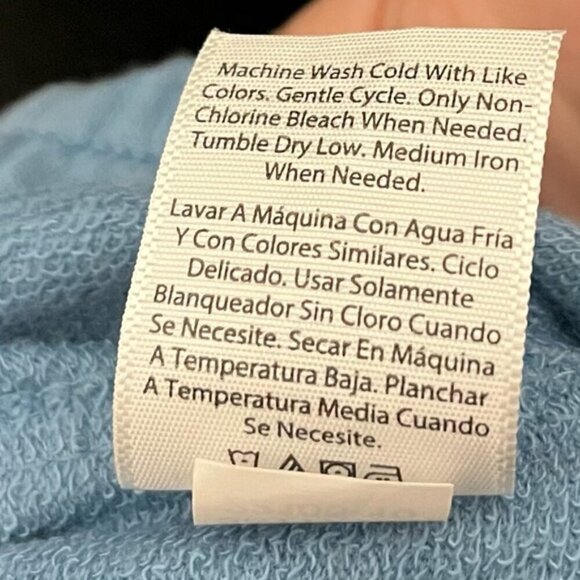 Machine Wash Cold With Like
Colors. Gentle Cycle. Only Non-
Chlorine Bleach When Needed.
Tumble Dry Low. Medium Iron
When Needed.
Lavar A Máquina Con Agua Fría
Y Con Colores Similares. Ciclo
Delicado. Usar Solamente
Blanqueador Sin Cloro Cuando
Se Necesite. Secar En Máquina
A Temperatura Baja. Planchar
A Temperatura Media Cuando
Se Necesite.